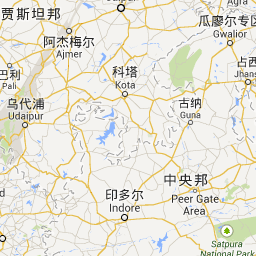 贾斯坦邦
瓜廖尔专区
Gwalior
阿杰梅尔
Ajmer
科塔
Kota
巴利
Pali
占西
Jhans
古纳
Guna
乌代浦
Udaipur
中央邦
Peer Gate
Area
印多尔
Indore
Satpura
National Park